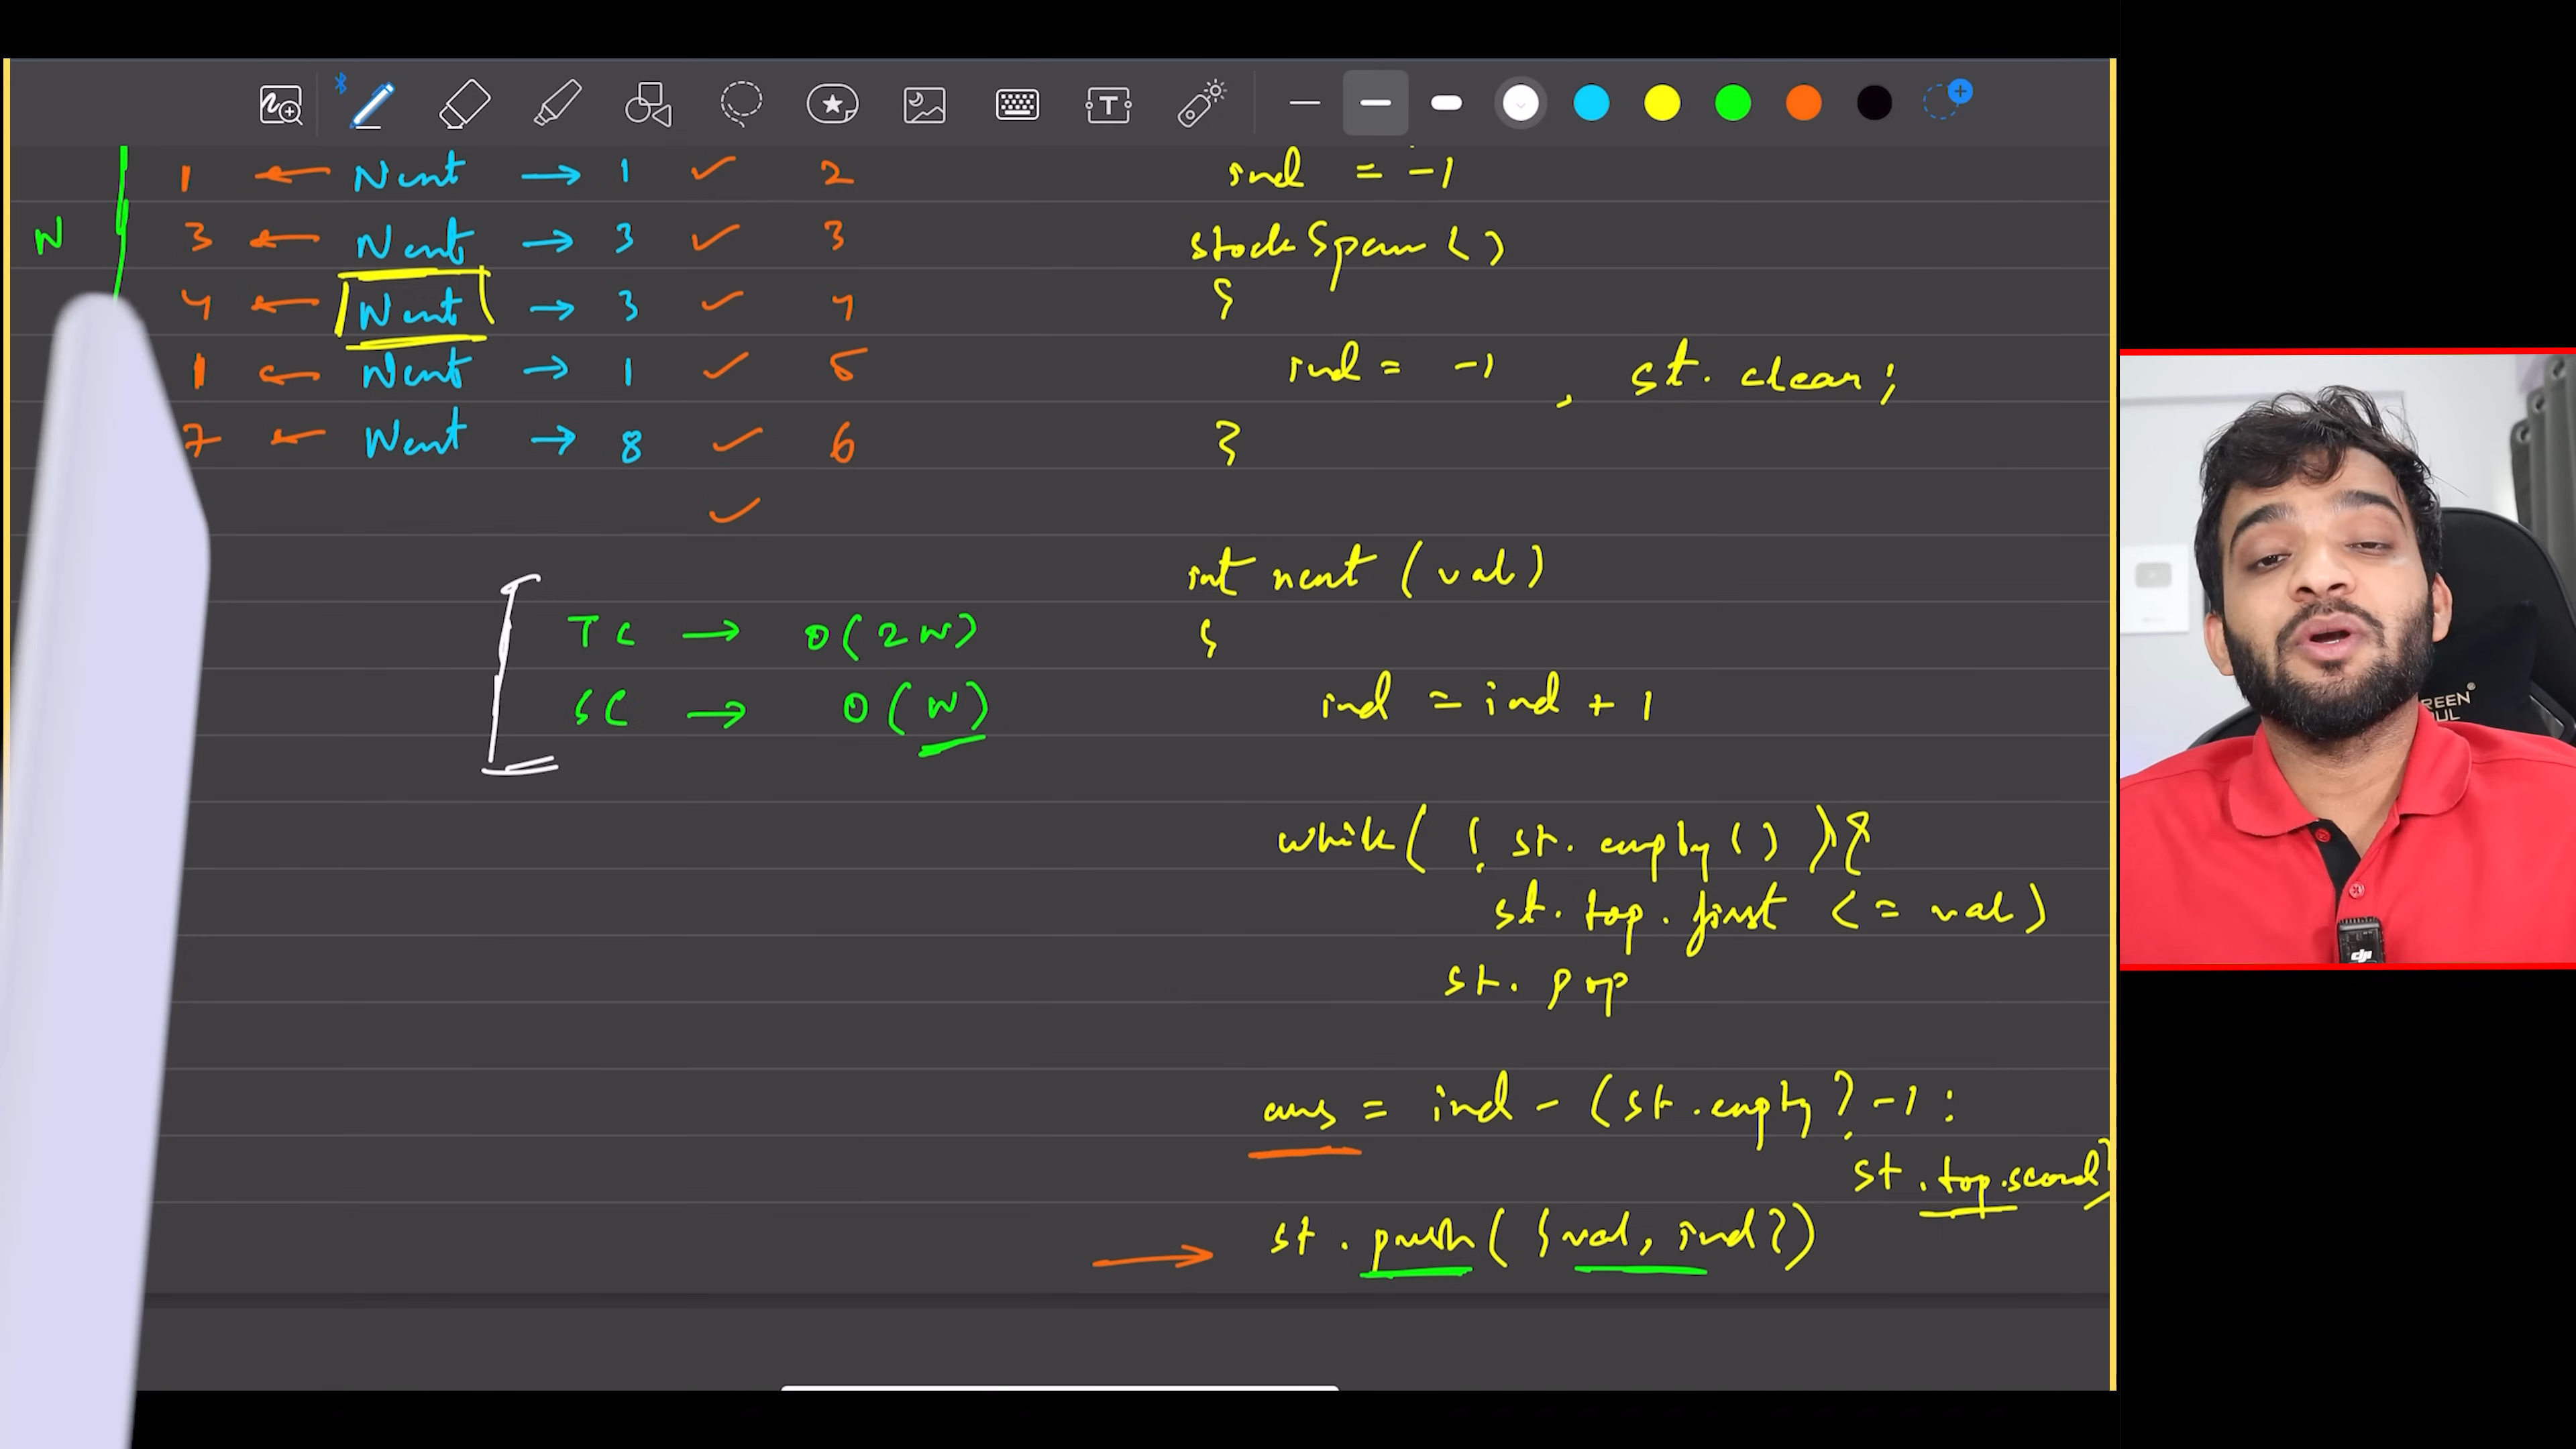 1 ← Next → 1 ✓ 2
N 3 ← Next → 3 ✓ 3
4 ← Next → 3 ✓ 4
1 ← Next → 1 ✓ 5
7 ← Next → 8 ✓ 6
✓
TC → O(2N)
SC → O(N)
ind = -1
stockSpan()
{
ind = -1, st. clear;
}
int next (val)
{
ind = ind + 1
while( ! st. empty() ) {
st. top. first <= val)
st. pop
ans = ind - (st. empty ? -1 :
st. top. second)
st. push( {val, ind})
T
REEN
UL
dji